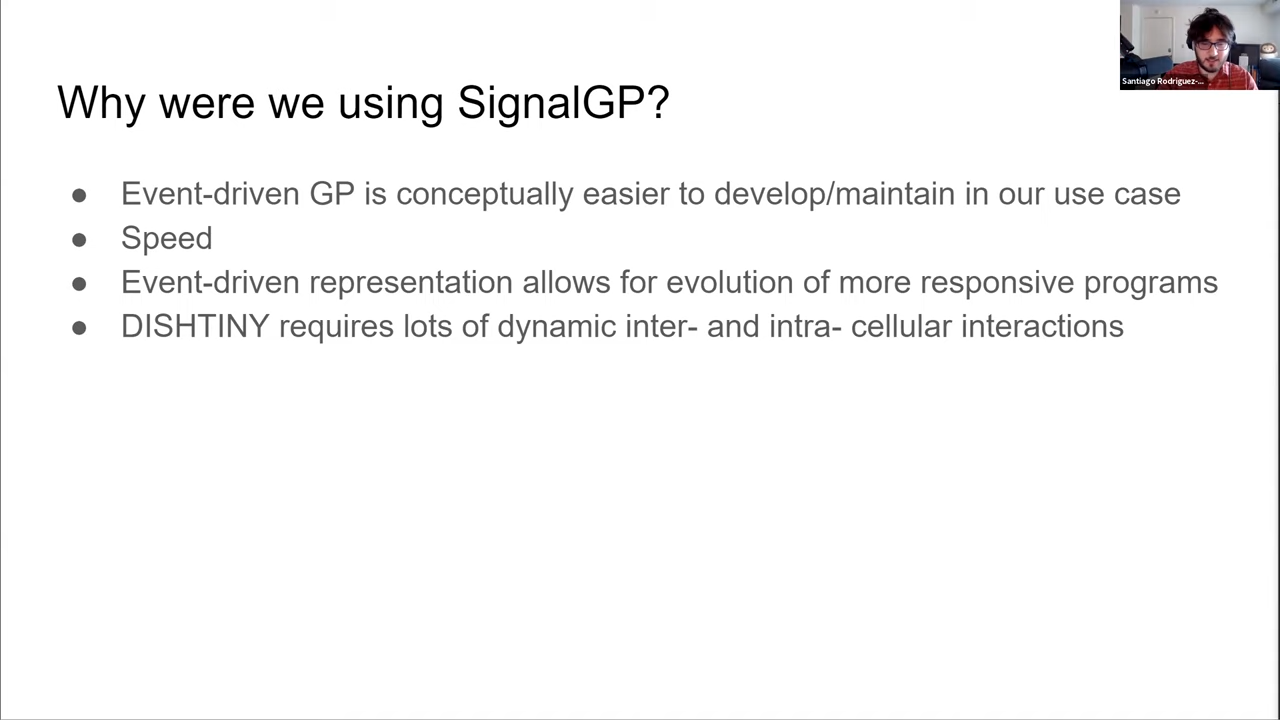 Santiago Rodriguez-...
Why were we using SignalGP?
● Event-driven GP is conceptually easier to develop/maintain in our use case
● Speed
● Event-driven representation allows for evolution of more responsive programs
● DISHTINY requires lots of dynamic inter- and intra- cellular interactions